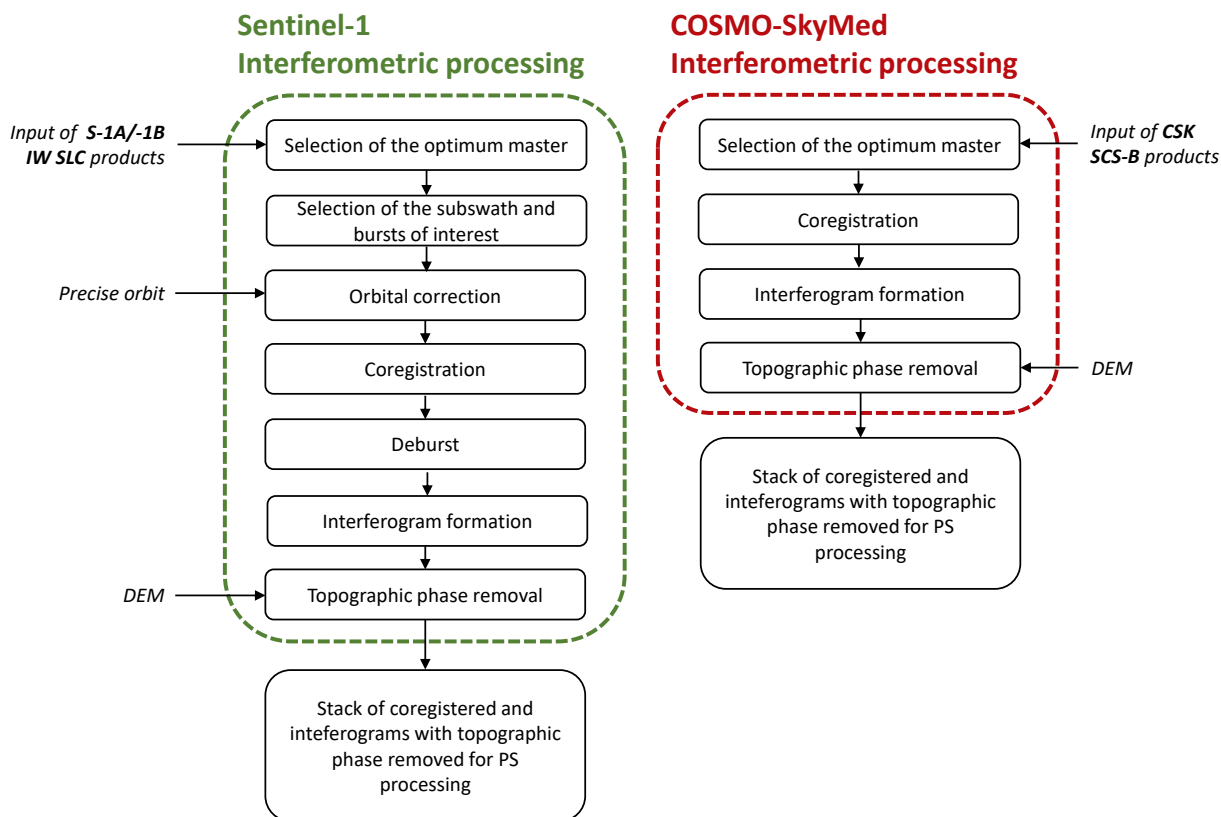 Sentinel-1
Interferometric processing
Input of S-1A/-1B
IW SLC products
Selection of the optimum master
Selection of the subswath and
bursts of interest
Precise orbit
Orbital correction
Coregistration
Deburst
Interferogram formation
DEM
Topographic phase removal
Stack of coregistered and
inteferograms with topographic
phase removed for PS
processing
COSMO-SkyMed
Interferometric processing
Selection of the optimum master
Input of CSK
SCS-B products
Coregistration
Interferogram formation
Topographic phase removal
DEM
Stack of coregistered and
inteferograms with topographic
phase removed for PS
processing